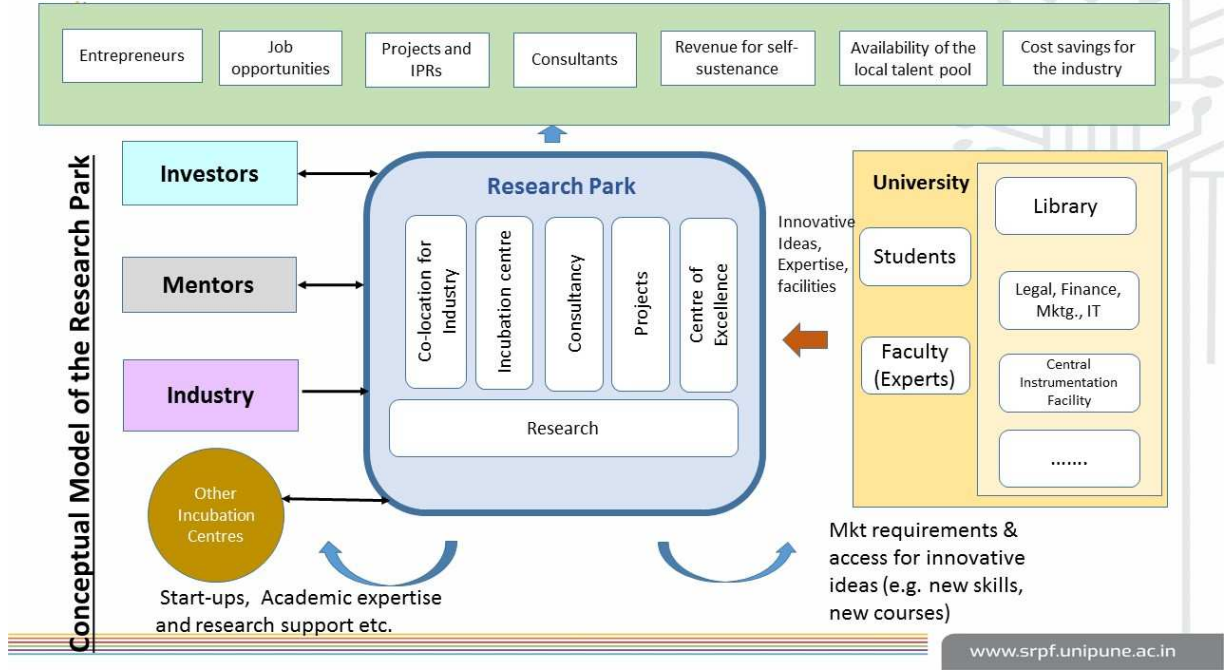 Entrepreneurs
Job
opportunities
Projects and
IPRs
Consultants
Revenue for self-
sustenance
Availability of the
local talent pool
Cost savings for
the industry
Conceptual Model of the Research Park
Investors
Mentors
Industry
Other
Incubation
Centres
Research Park
Co-location for
Industry
Incubation centre
Consultancy
Projects
Centre of
Excellence
Research
Innovative
Ideas,
Expertise,
facilities
University
Students
Faculty
(Experts)
Library
Legal, Finance,
Mktg., IT
Central
Instrumentation
Facility
.......
Start-ups, Academic expertise
and research support etc.
Mkt requirements &
access for innovative
ideas (e.g. new skills,
new courses)
www.srpf.unipune.ac.in